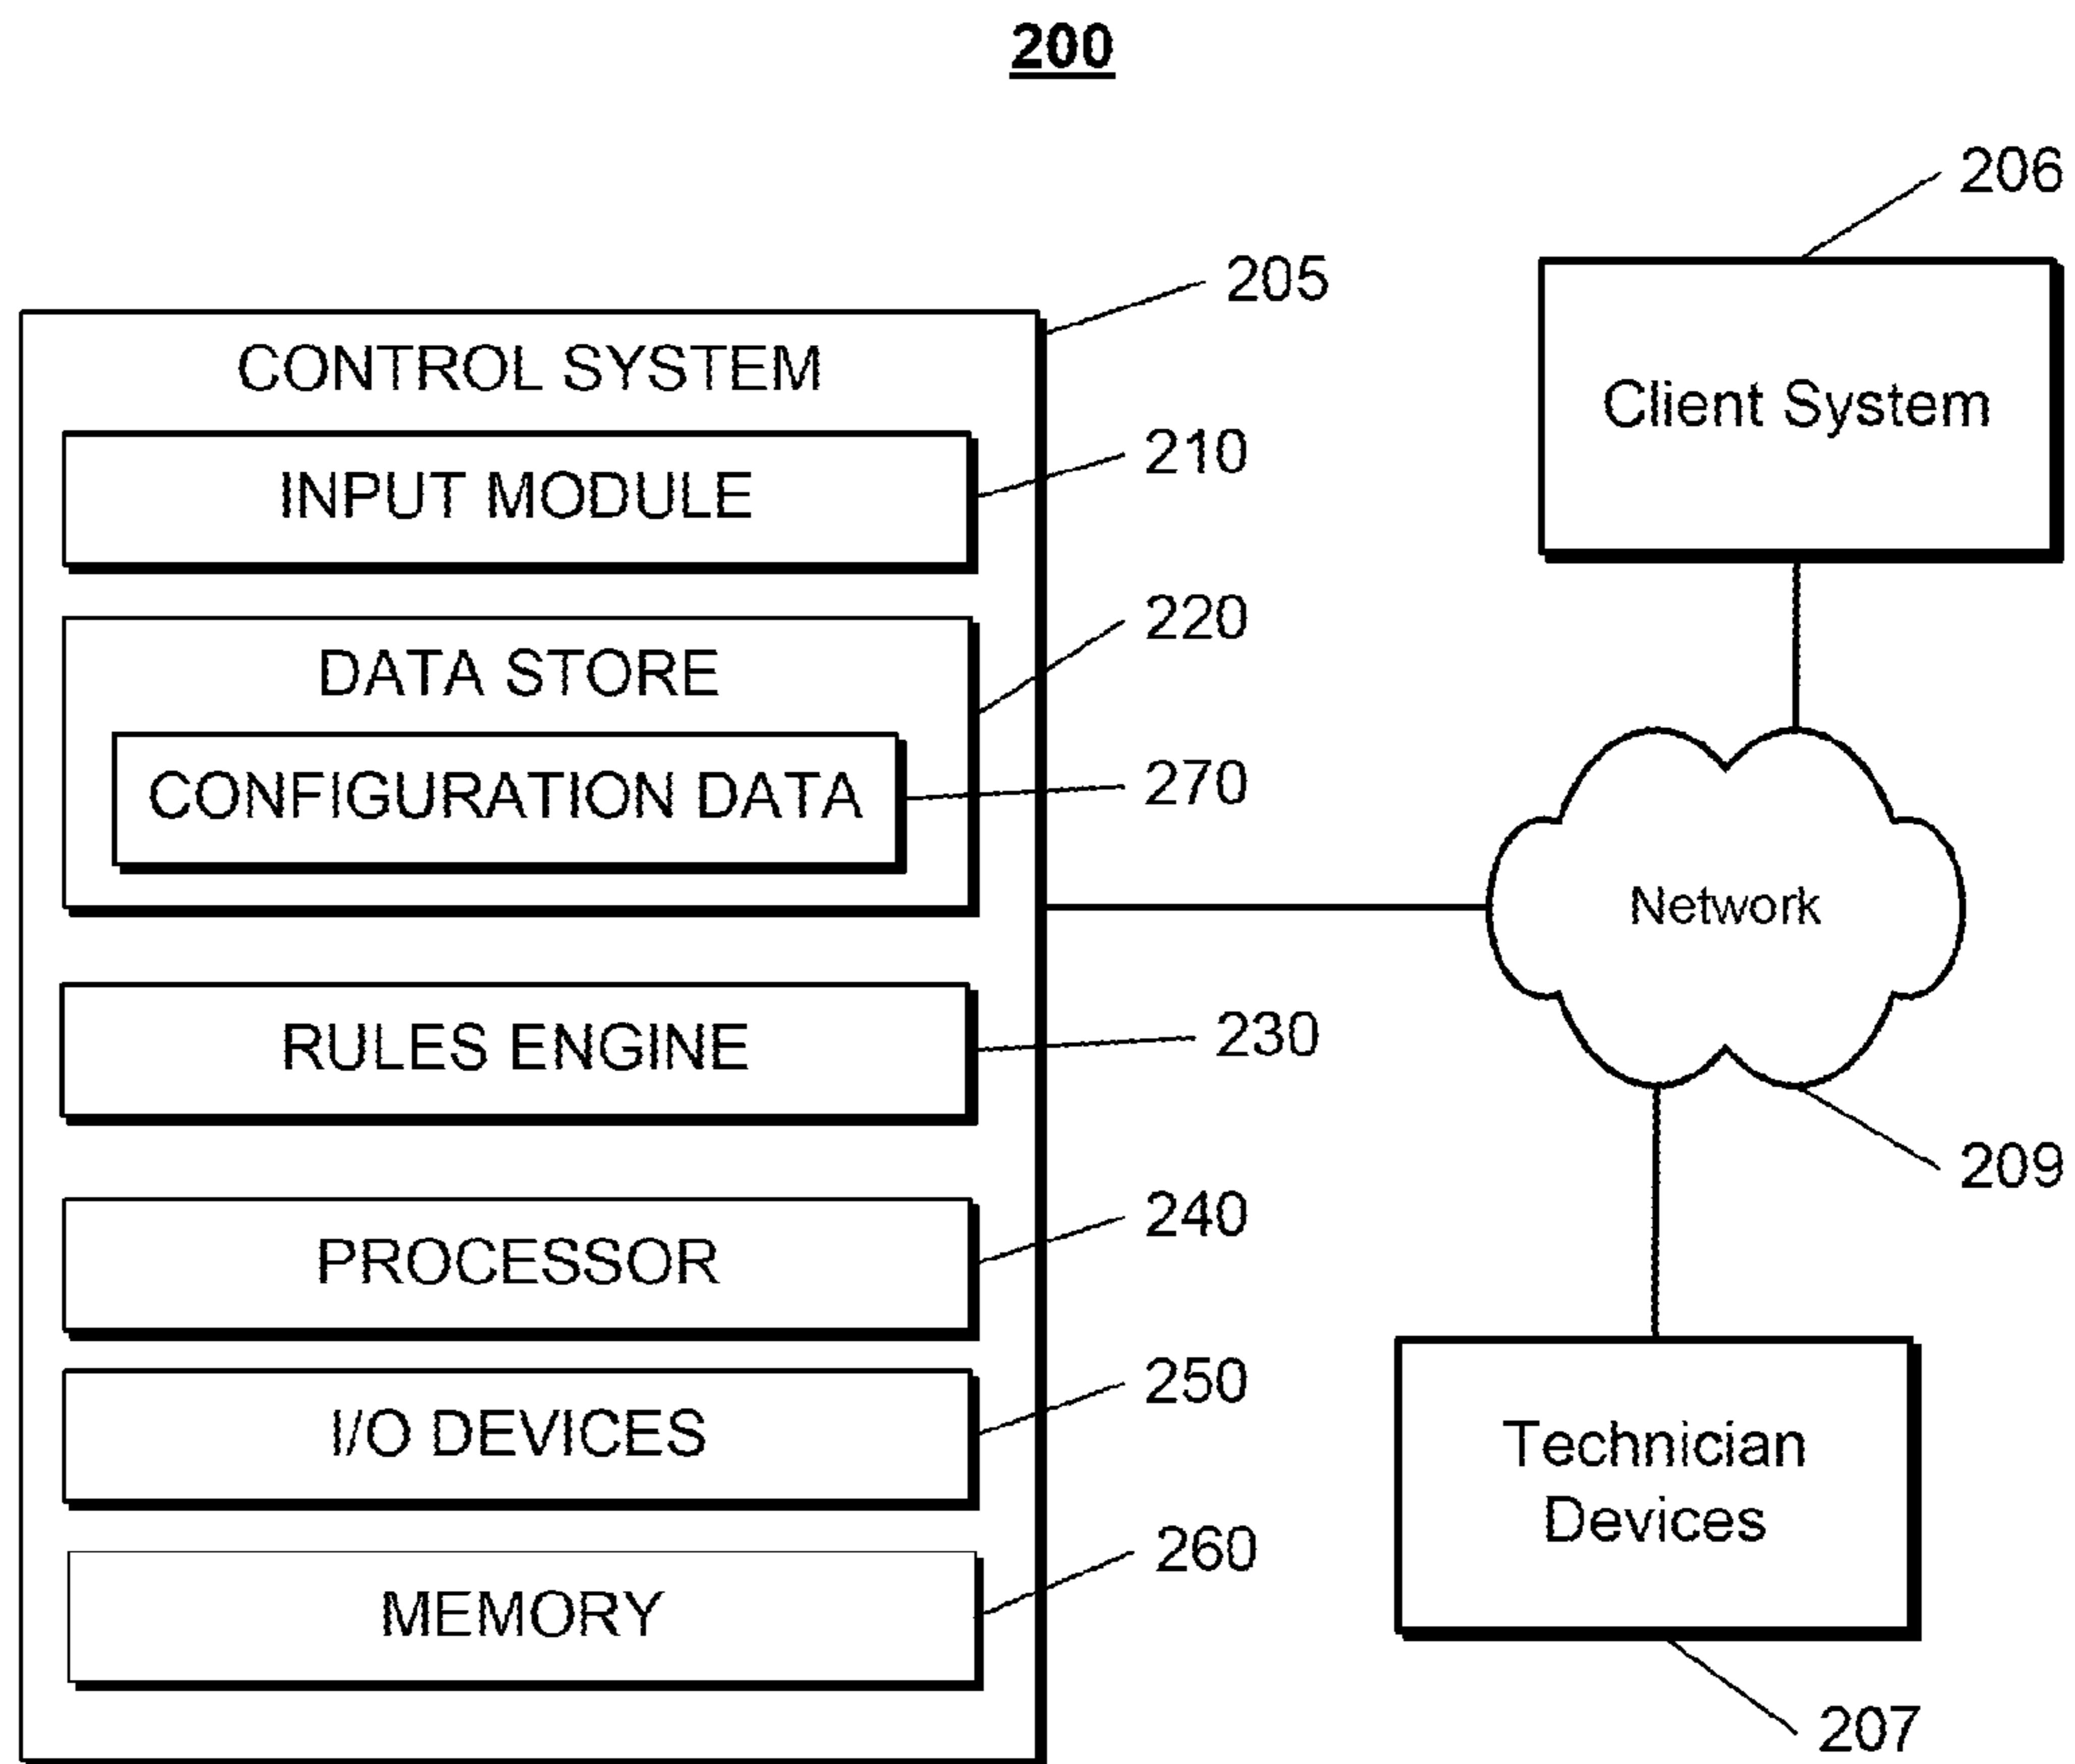 200
206
205
CONTROL SYSTEM
Client System
210
INPUT MODULE
220
DATA STORE
270
CONFIGURATION DATA
Network
230
RULES ENGINE
209
240
PROCESSOR
250
I/O DEVICES
Technician
Devices
260
MEMORY
207